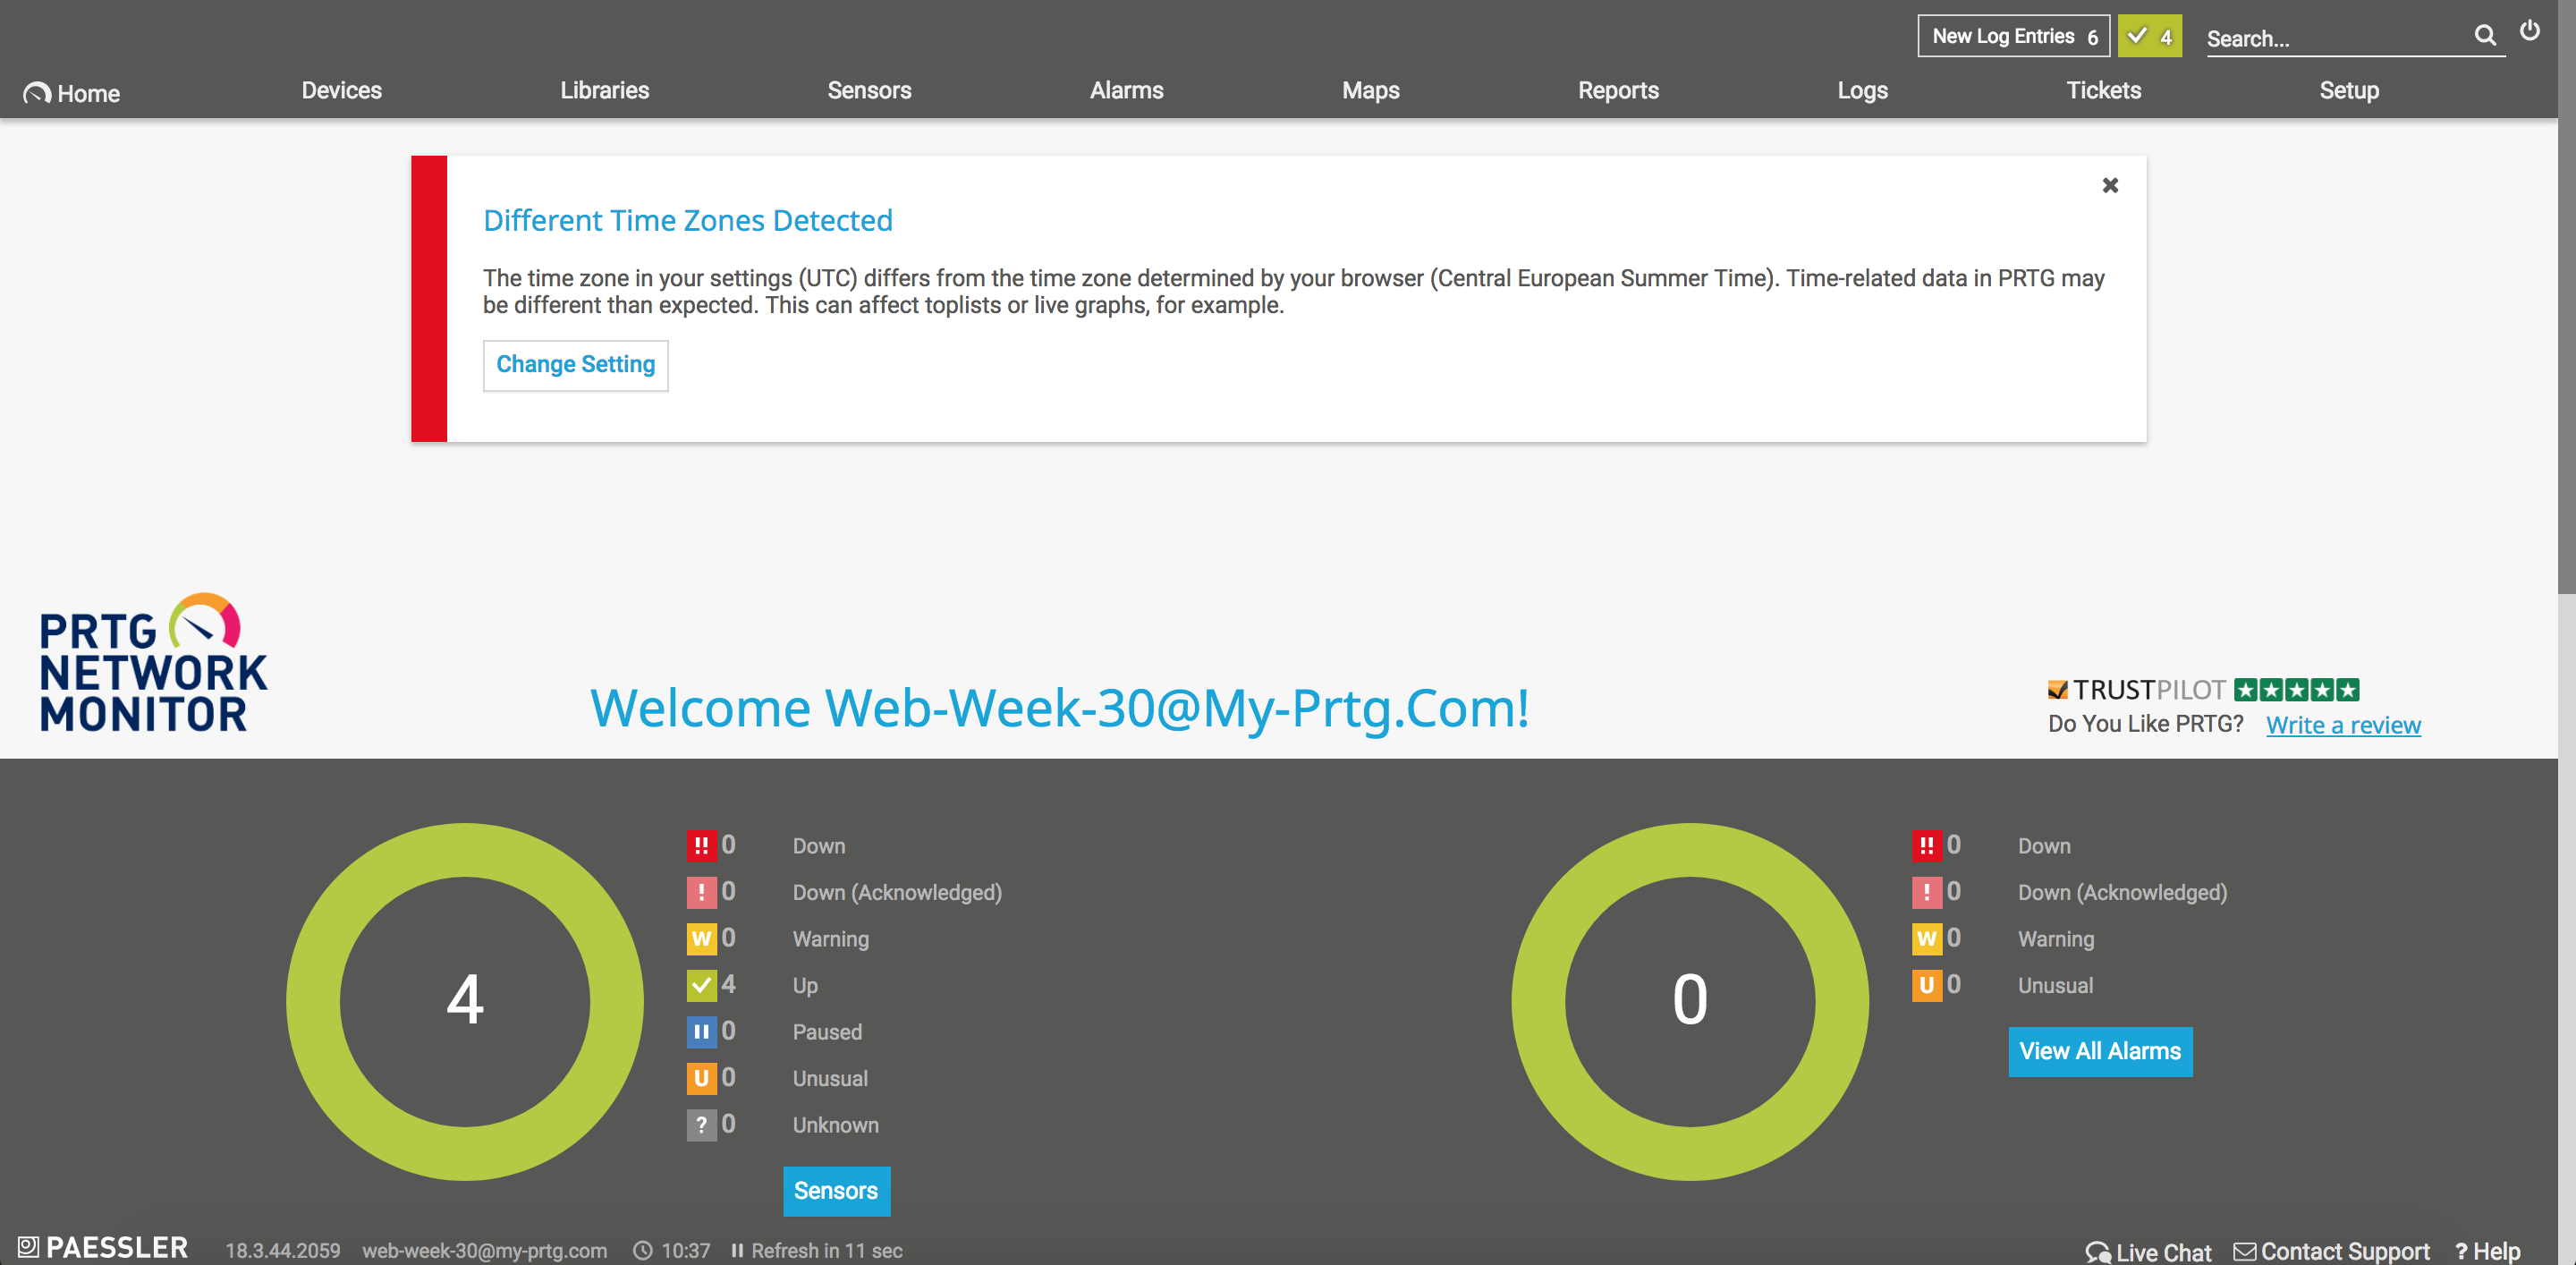 New Log Entries 6
4
Search...
Home
Devices
Libraries
Sensors
Alarms
Maps
Reports
Logs
Tickets
Setup
Different Time Zones Detected
The time zone in your settings (UTC) differs from the time zone determined by your browser (Central European Summer Time). Time-related data in PRTG may
be different than expected. This can affect toplists or live graphs, for example.
Change Setting
PRTG
NETWORK
MONITOR
Welcome Web-Week-30@My-Prtg.Com!
TRUSTPILOT
Do You Like PRTG? Write a review
4
!! 0 Down
! 0 Down (Acknowledged)
W 0 Warning
4 Up
0 Paused
U 0 Unusual
? 0 Unknown
Sensors
0
!! 0 Down
! 0 Down (Acknowledged)
W 0 Warning
U 0 Unusual
View All Alarms
PAESSLER 18.3.44.2059 web-week-30@my-prtg.com 10:37 Refresh in 11 sec
Live Chat Contact Support ? Help